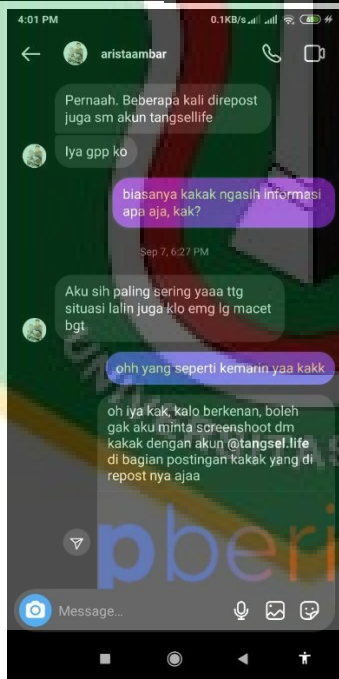 4:01 PM
0.1KB/s
aristaambar
Pernaah. Beberapa kali direpost
juga sm akun tangsellife
Iya gpp ko
biasanya kakak ngasih informasi
apa aja, kak?
Sep 7, 6:27 PM
Aku sih paling sering yaaa ttg
situasi lalin juga klo emg lg macet
bgt
ohh yang seperti kemarin yaa kakk
oh iya kak, kalo berkenan, boleh
gak aku minta screenshoot dm
kakak dengan akun @tangsel.life
di bagian postingan kakak yang di
repost nya ajaa
pberi
Message...